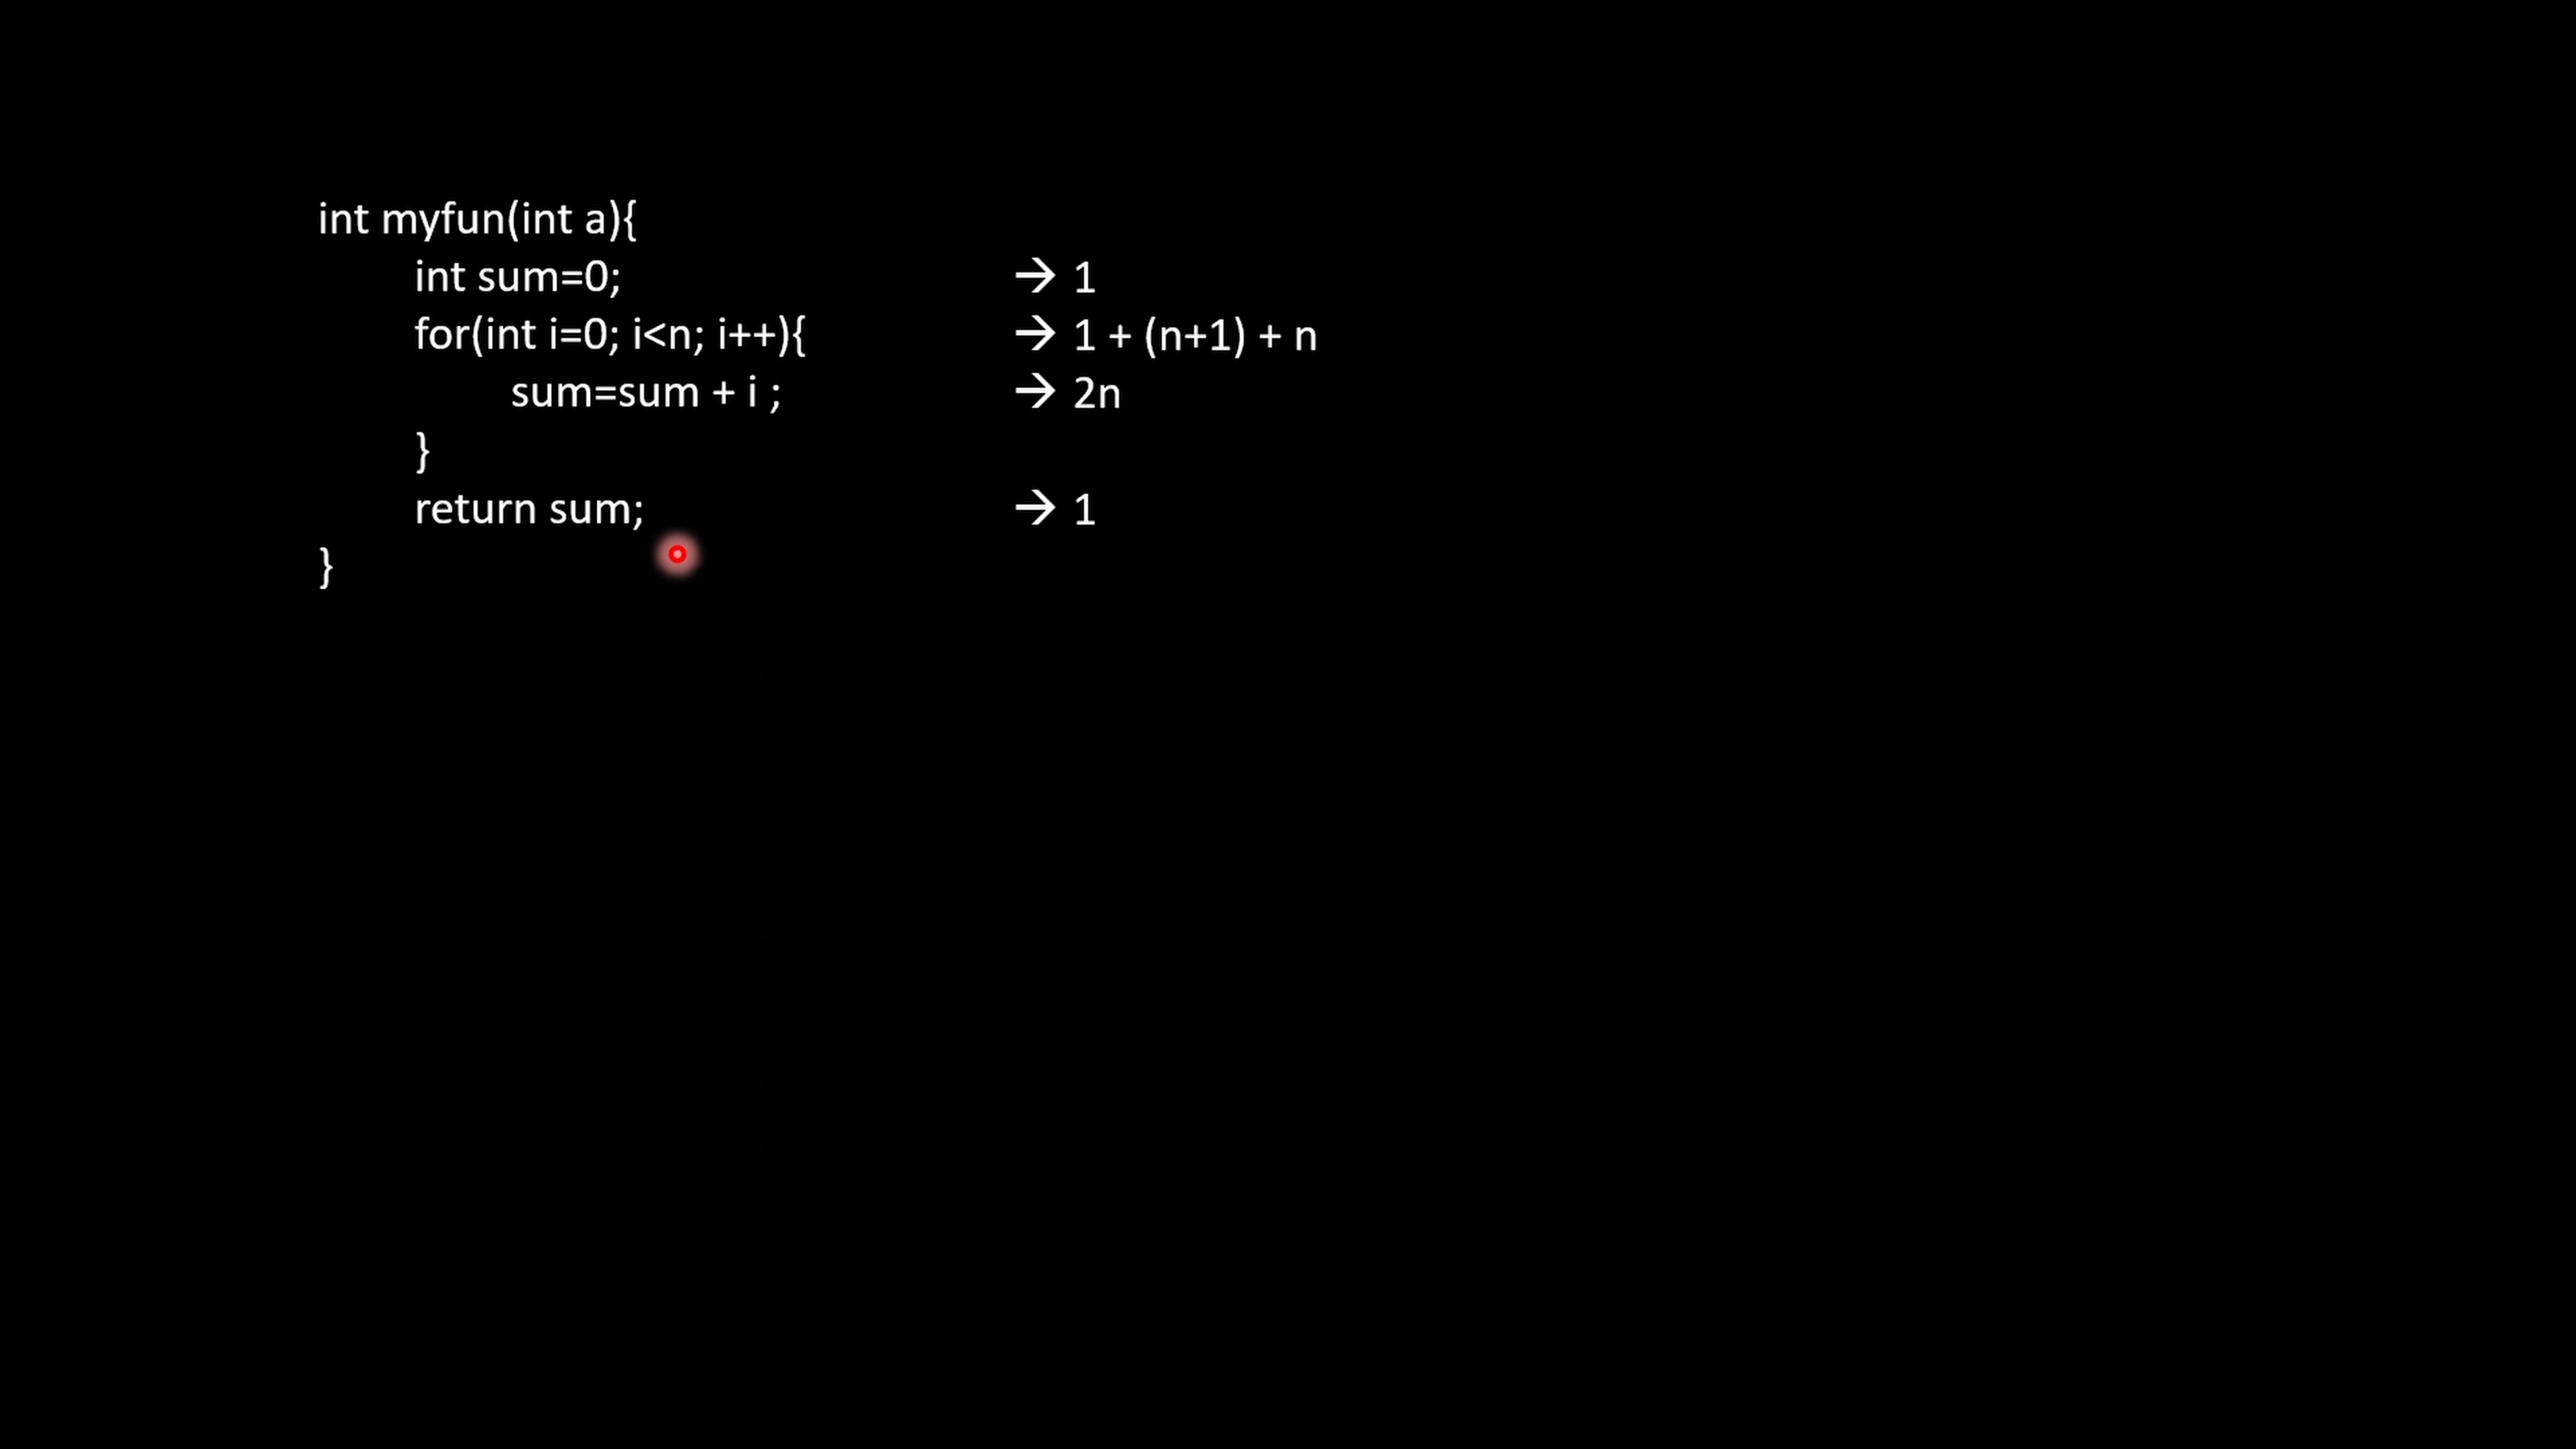 int myfun(int a){
int sum=0; → 1
for(int i=0; i<n; i++){ → 1 + (n+1) + n
sum=sum + i ; → 2n
}
return sum; → 1
}